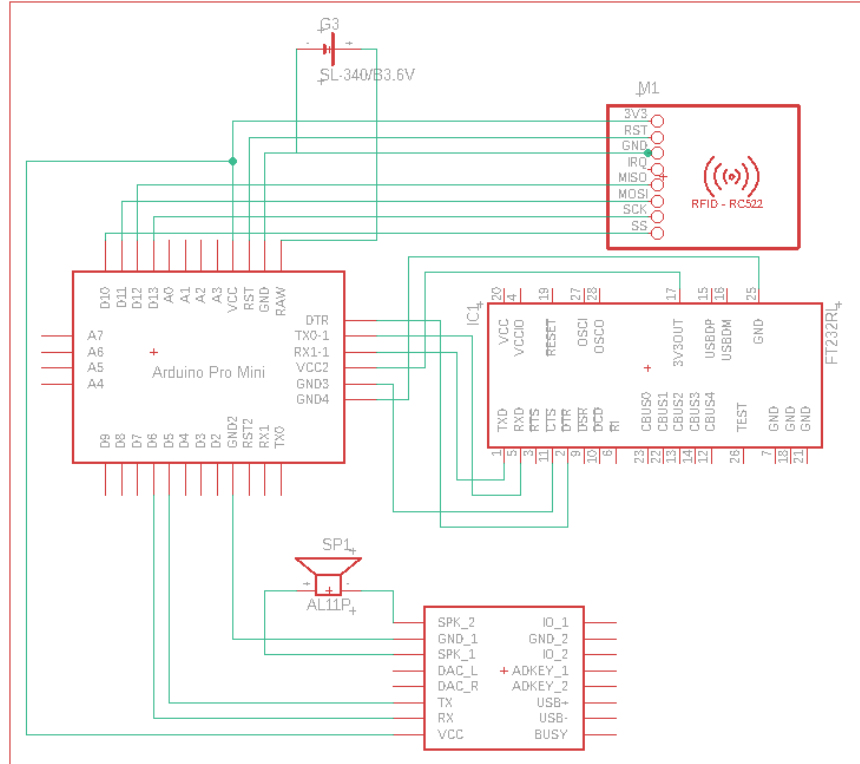 G3
- +
SL-340/B3.6V
M1
3V3
RST
GND
IRQ
MISO
MOSI
SCK
SS
RFID - RC522
D10
D11
D12
D13
A0
A1
A2
A3
VCC
RST
GND
RAW
A7
A6
A5
A4
Arduino Pro Mini
DTR
TX0-1
RX1-1
VCC2
GND3
GND4
D9
D8
D7
D6
D5
D4
D3
D2
GND2
RST2
RX1
TX0
IC1
20
4
19
27
28
17
15
16
25
VCC
VCCIO
RESET
OSCI
OSCO
3V3OUT
USBDP
USBDM
GND
FT232RL
TXD
RXD
RTS
CTS
DTR
DSR
DCD
RI
CBUS0
CBUS1
CBUS2
CBUS3
CBUS4
TEST
GND
GND
GND
1
5
3
11
2
9
10
6
23
22
13
14
12
26
7
18
21
SP1
+ -
AL11P
SPK_2
GND_1
SPK_1
DAC_L
DAC_R
TX
RX
VCC
IO_1
GND_2
IO_2
ADKEY_1
ADKEY_2
USB+
USB-
BUSY